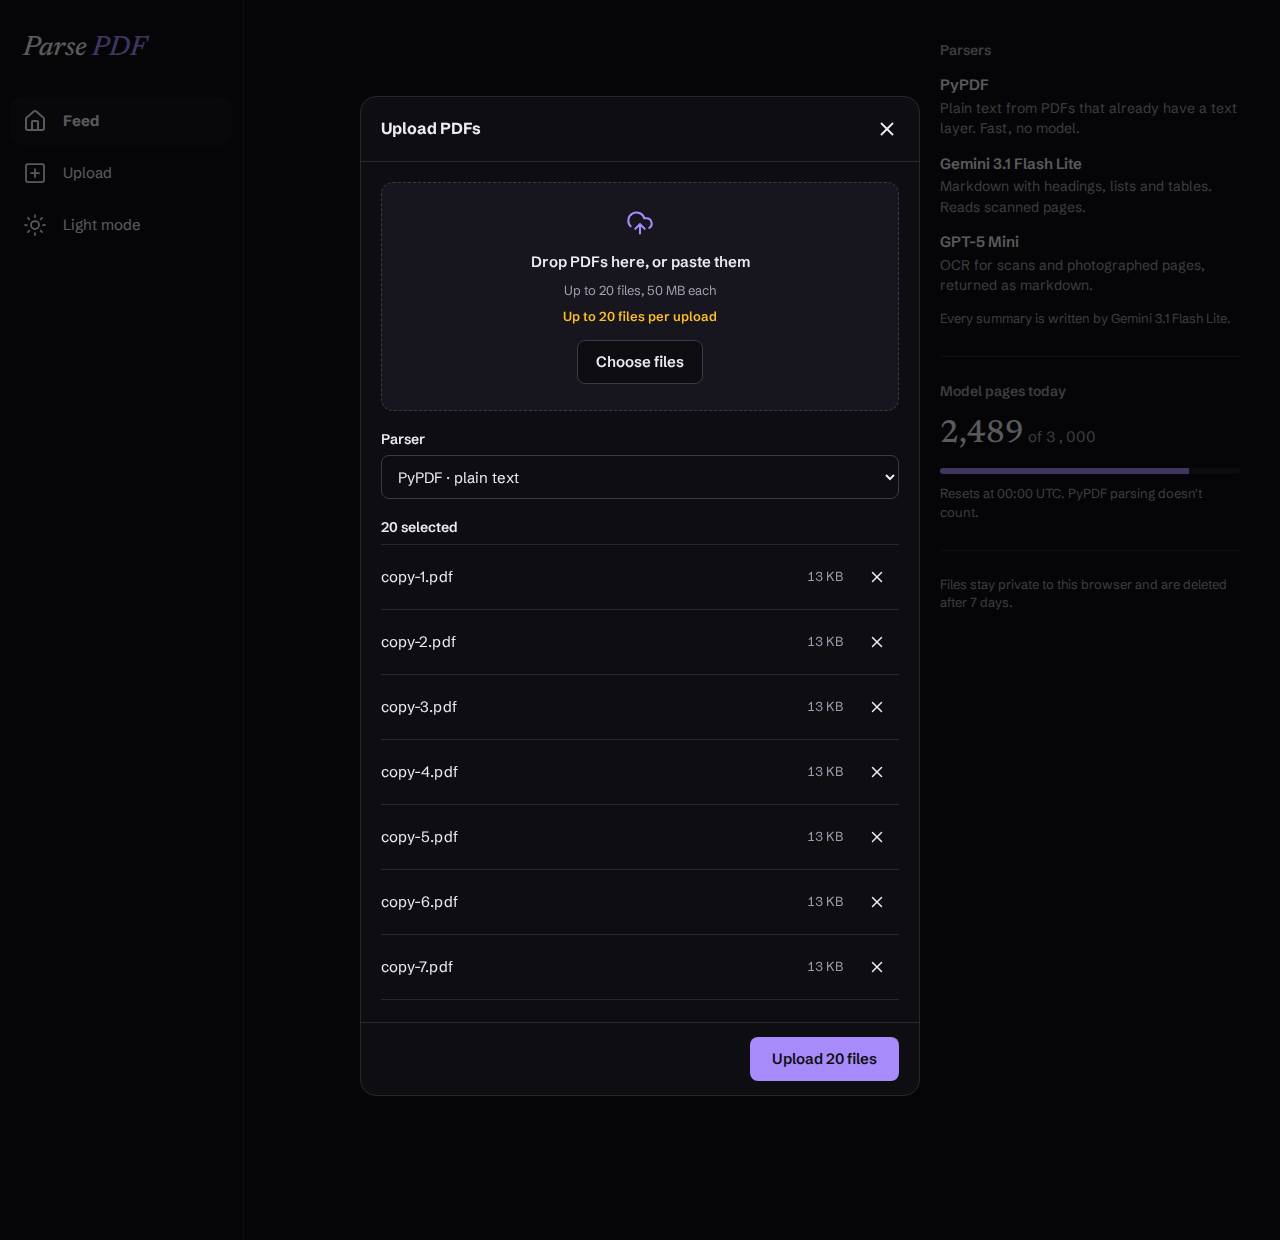 Parse PDF
Feed
Upload
Light mode
Upload PDFs
Drop PDFs here, or paste them
Up to 20 files, 50 MB each
Up to 20 files per upload
Choose files
Parser
PyPDF · plain text
20 selected
copy-1.pdf 13 KB
copy-2.pdf 13 KB
copy-3.pdf 13 KB
copy-4.pdf 13 KB
copy-5.pdf 13 KB
copy-6.pdf 13 KB
copy-7.pdf 13 KB
Upload 20 files
Parsers
PyPDF
Plain text from PDFs that already have a text
layer. Fast, no model.
Gemini 3.1 Flash Lite
Markdown with headings, lists and tables.
Reads scanned pages.
GPT-5 Mini
OCR for scans and photographed pages,
returned as markdown.
Every summary is written by Gemini 3.1 Flash Lite.
Model pages today
2,489 of 3,000
Resets at 00:00 UTC. PyPDF parsing doesn't
count.
Files stay private to this browser and are deleted
after 7 days.